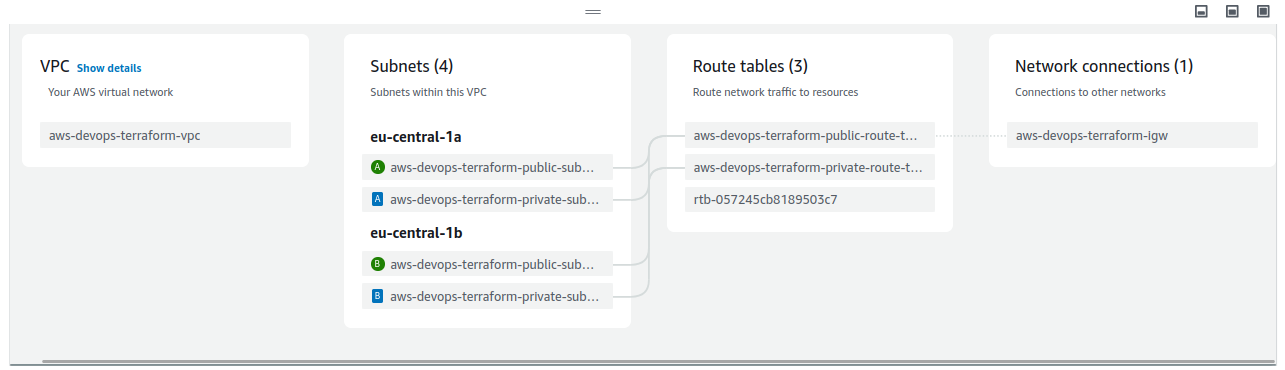 VPC Show details
Your AWS virtual network
aws-devops-terraform-vpc
Subnets (4)
Subnets within this VPC
eu-central-1a
A aws-devops-terraform-public-sub...
A aws-devops-terraform-private-sub...
eu-central-1b
B aws-devops-terraform-public-sub...
B aws-devops-terraform-private-sub...
Route tables (3)
Route network traffic to resources
aws-devops-terraform-public-route-t...
aws-devops-terraform-private-route-t...
rtb-057245cb8189503c7
Network connections (1)
Connections to other networks
aws-devops-terraform-igw